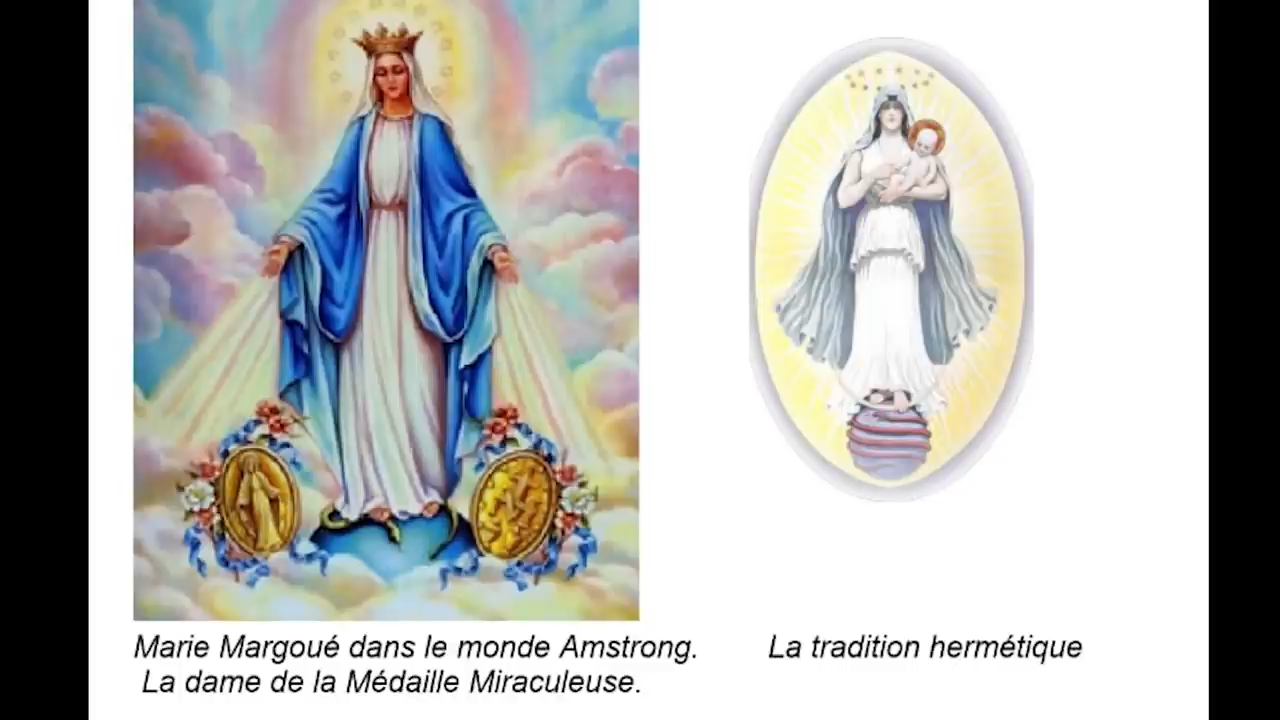 Marie Margoué dans le monde Amstrong.
La dame de la Médaille Miraculeuse.
La tradition hermétique